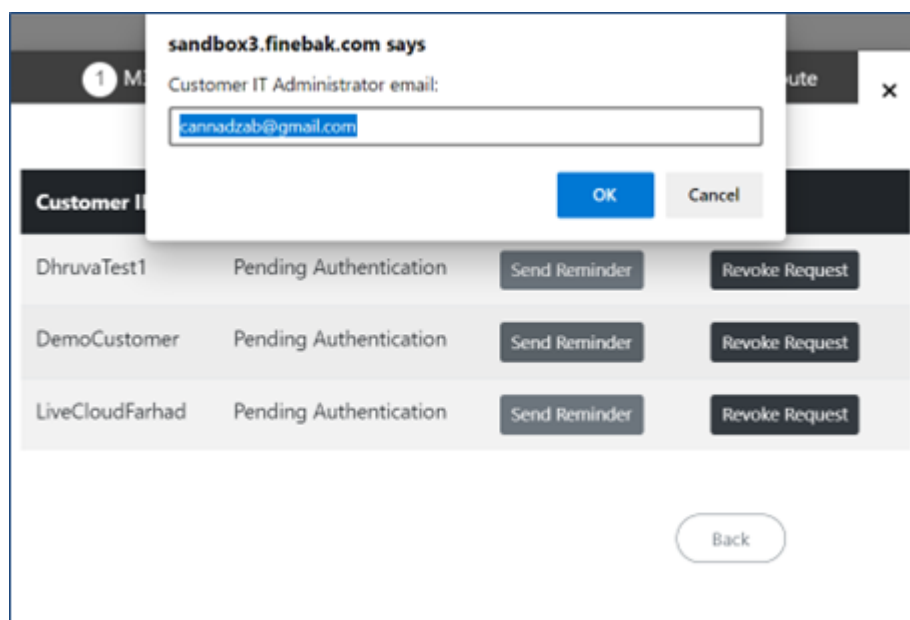 sandbox3.finebak.com says
Customer IT Administrator email:
cannadzab@gmail.com
OK Cancel
1
Customer
DhruvaTest1 Pending Authentication Send Reminder Revoke Request
DemoCustomer Pending Authentication Send Reminder Revoke Request
LiveCloudFarhad Pending Authentication Send Reminder Revoke Request
Back